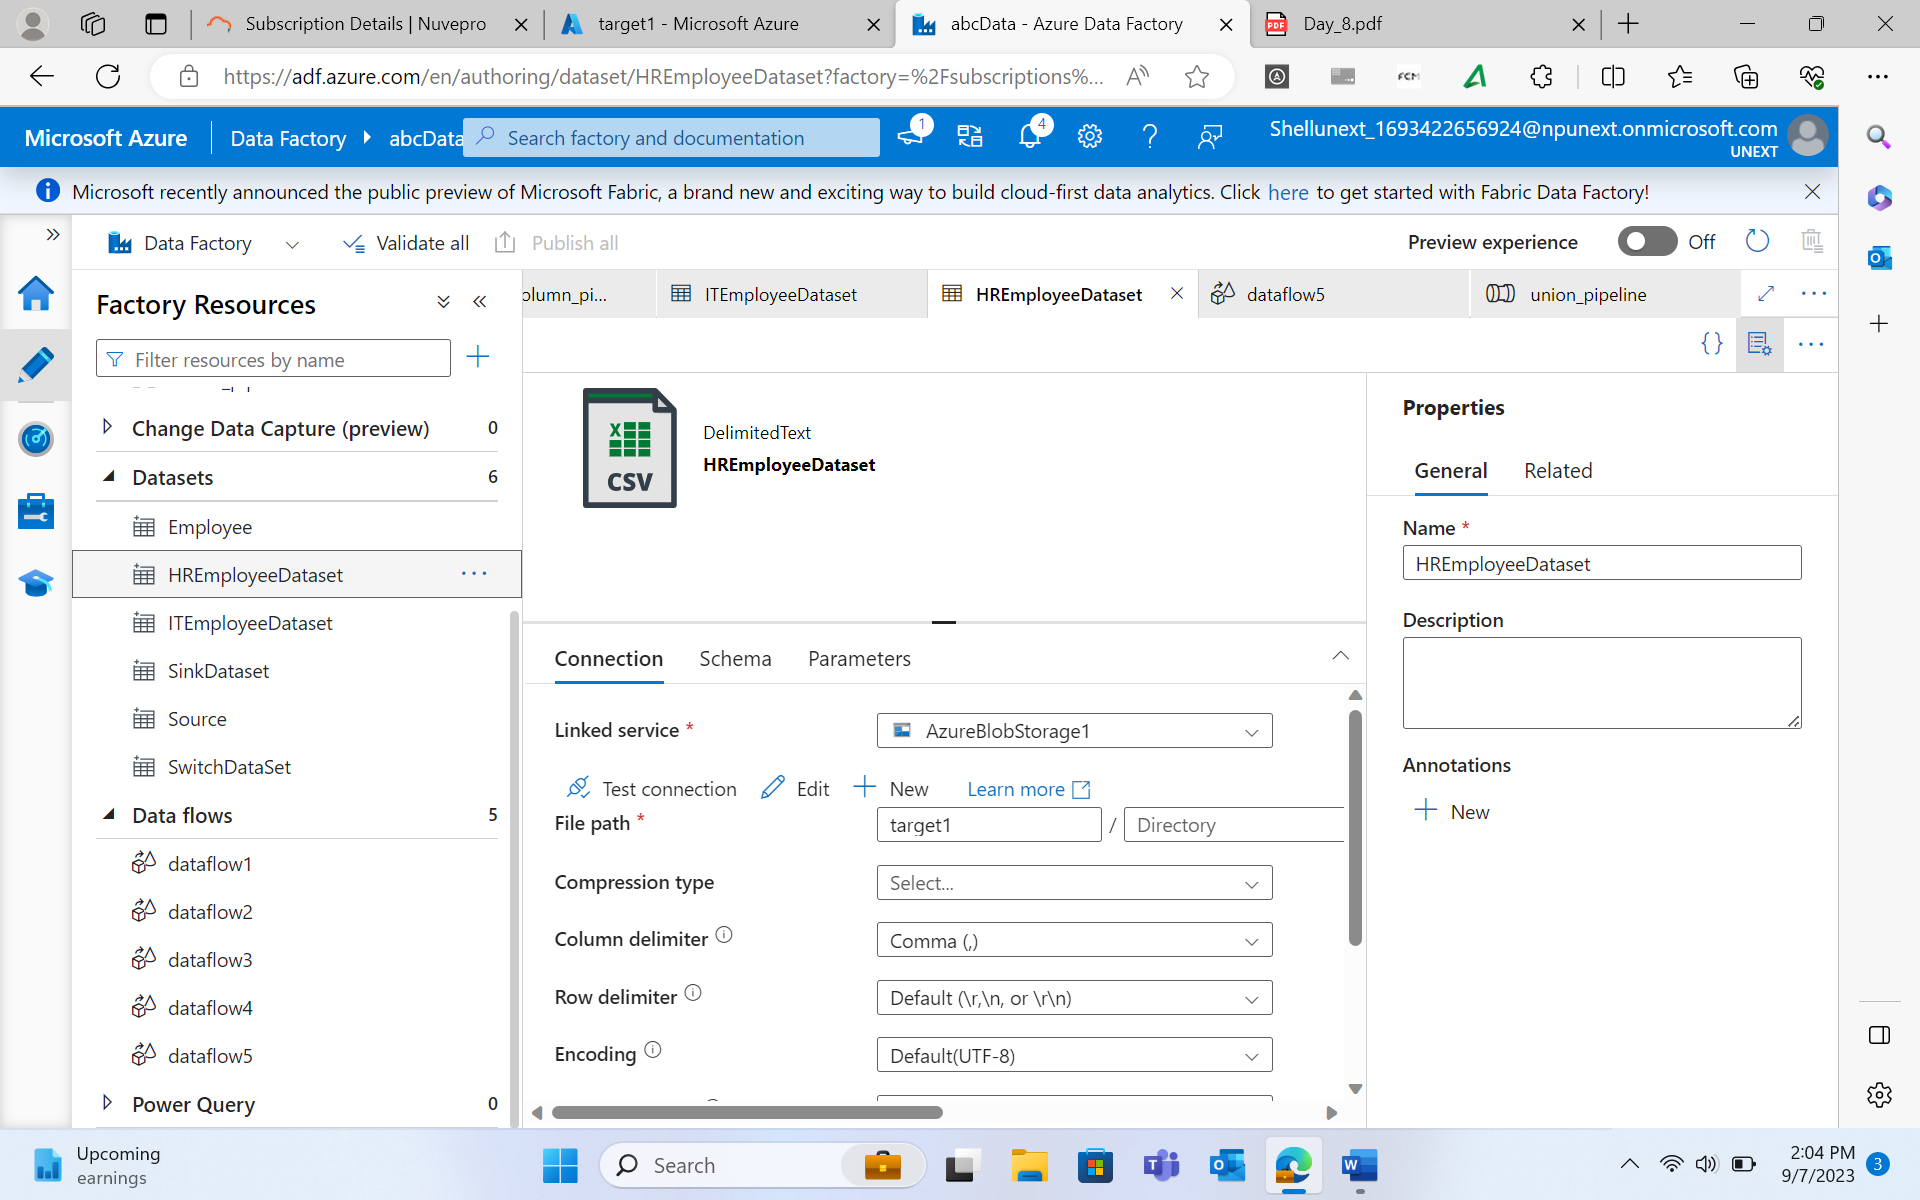 Subscription Details | Nuvepro
target1 - Microsoft Azure
abcData - Azure Data Factory
PDF
Day_8.pdf
https://adf.azure.com/en/authoring/dataset/HREmployeeDataset?factory=%2Fsubscriptions%...
FCM
Microsoft Azure
Data Factory
abcData
Search factory and documentation
1
4
Shellunext_1693422656924@npunext.onmicrosoft.com
UNEXT
Microsoft recently announced the public preview of Microsoft Fabric, a brand new and exciting way to build cloud-first data analytics. Click here to get started with Fabric Data Factory!
Data Factory
Validate all
Publish all
Preview experience
Off
Factory Resources
olumn_pi...
ITEmployeeDataset
HREmployeeDataset
dataflow5
union_pipeline
Filter resources by name
Change Data Capture (preview) 0
Datasets 6
Employee
HREmployeeDataset
ITEmployeeDataset
SinkDataset
Source
SwitchDataSet
Data flows 5
dataflow1
dataflow2
dataflow3
dataflow4
dataflow5
Power Query 0
X
CSV
DelimitedText
HREmployeeDataset
Connection
Schema
Parameters
Linked service *
AzureBlobStorage1
Test connection
Edit
New
Learn more
File path *
target1 / Directory
Compression type
Select...
Column delimiter
Comma (,)
Row delimiter
Default (\r,\n, or \r\n)
Encoding
Default(UTF-8)
{}
Properties
General
Related
Name *
HREmployeeDataset
Description
Annotations
New
Upcoming
earnings
Search
2:04 PM
9/7/2023
3